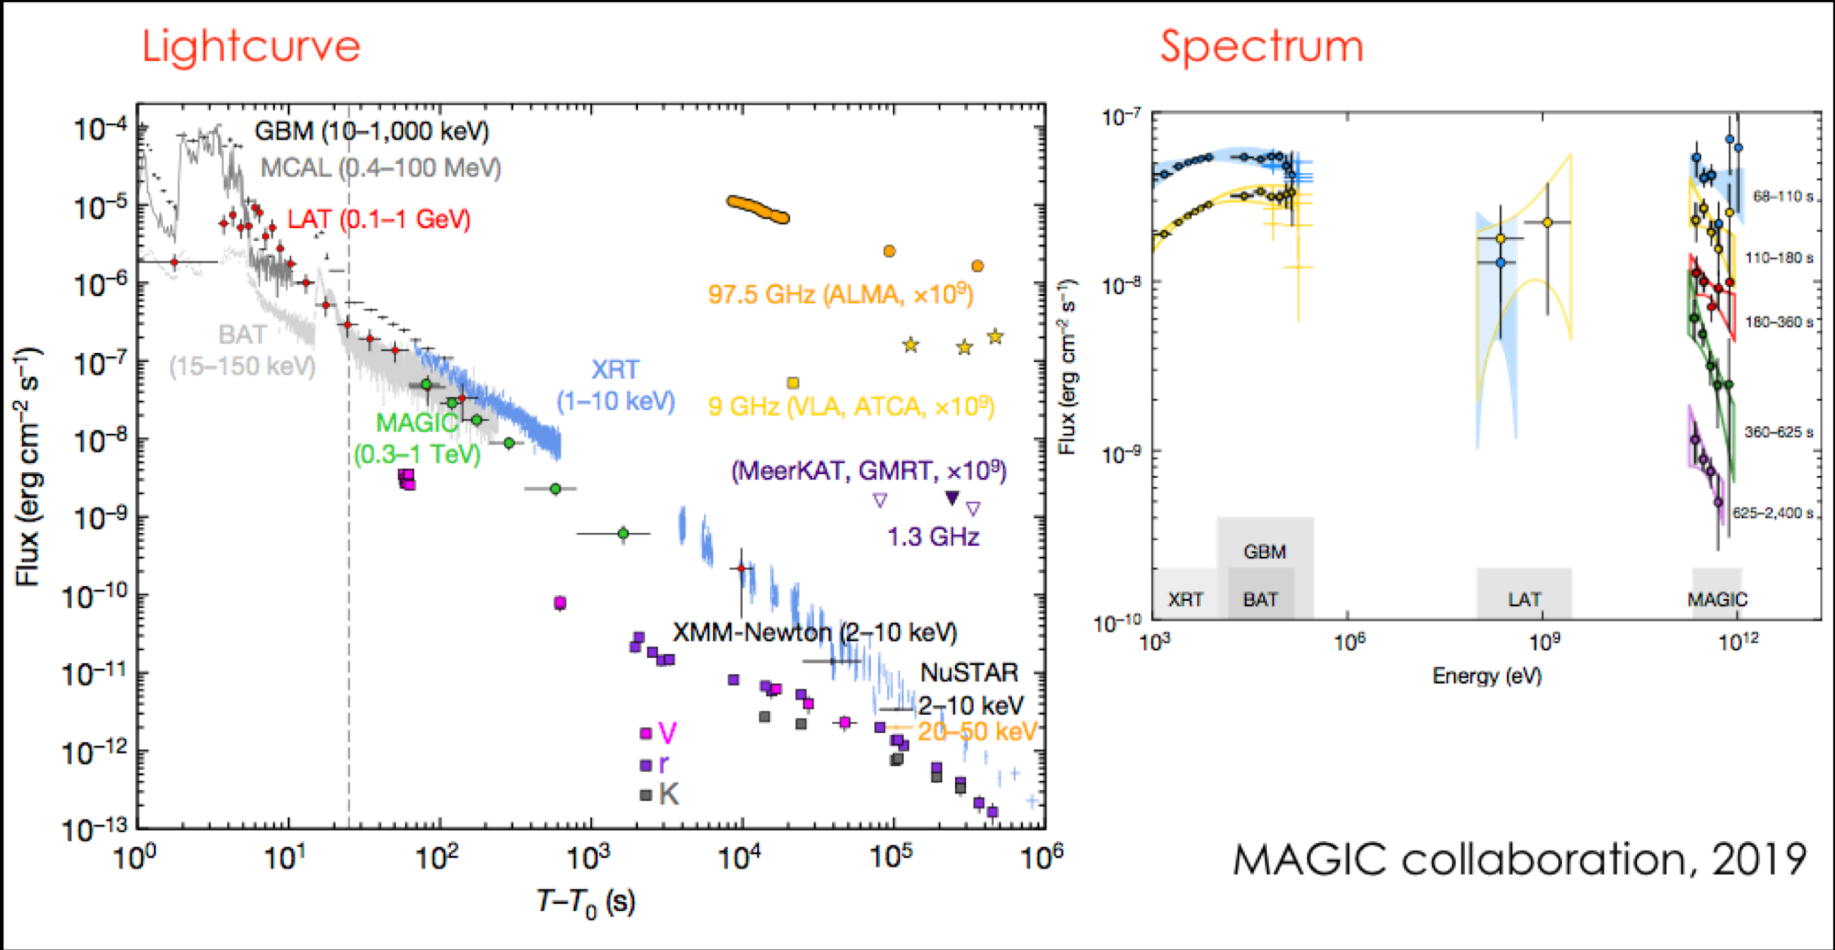 Lightcurve
Spectrum
10⁻⁴
10⁻⁵
10⁻⁶
10⁻⁷
10⁻⁸
10⁻⁹
10⁻¹⁰
10⁻¹¹
10⁻¹²
10⁻¹³
Flux (erg cm⁻² s⁻¹)
GBM (10–1,000 keV)
MCAL (0.4–100 MeV)
LAT (0.1–1 GeV)
BAT
(15–150 keV)
XRT
(1–10 keV)
MAGIC
(0.3–1 TeV)
97.5 GHz (ALMA, ×10⁹)
9 GHz (VLA, ATCA, ×10⁹)
(MeerKAT, GMRT, ×10⁹)
1.3 GHz
XMM-Newton (2–10 keV)
NuSTAR
2–10 keV
20–50 keV
V
r
K
10⁰ 10¹ 10² 10³ 10⁴ 10⁵ 10⁶
T–T₀ (s)
10⁻⁷
10⁻⁸
10⁻⁹
10⁻¹⁰
Flux (erg cm⁻² s⁻¹)
68–110 s
110–180 s
180–360 s
360–625 s
625–2,400 s
GBM
XRT BAT LAT MAGIC
10³ 10⁶ 10⁹ 10¹²
Energy (eV)
MAGIC collaboration, 2019